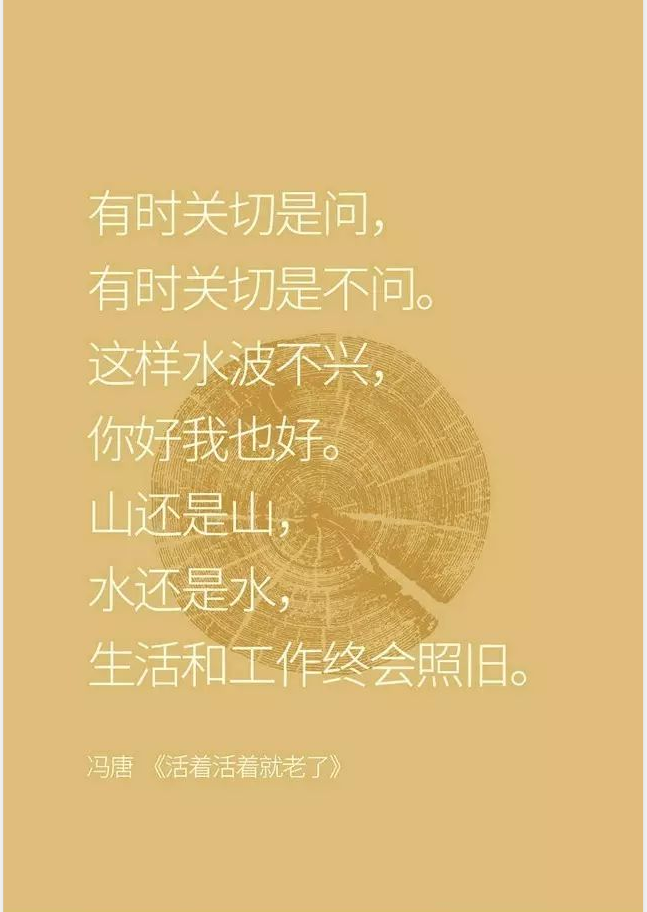 有时关切是问，
有时关切是不问。
这样水波不兴，
你好我也好。
山还是山，
水还是水，
生活和工作终会照旧。
冯唐 《活着活着就老了》